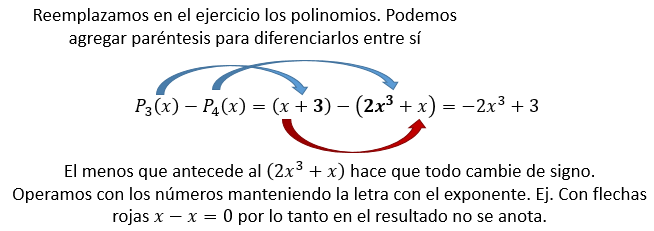 Reemplazamos en el ejercicio los polinomios. Podemos
agregar paréntesis para diferenciarlos entre sí
P₃(x) − P₄(x) = (x + 3) − (2x³ + x) = −2x³ + 3
El menos que antecede al (2x³ + x) hace que todo cambie de signo.
Operamos con los números manteniendo la letra con el exponente. Ej. Con flechas
rojas x − x = 0 por lo tanto en el resultado no se anota.